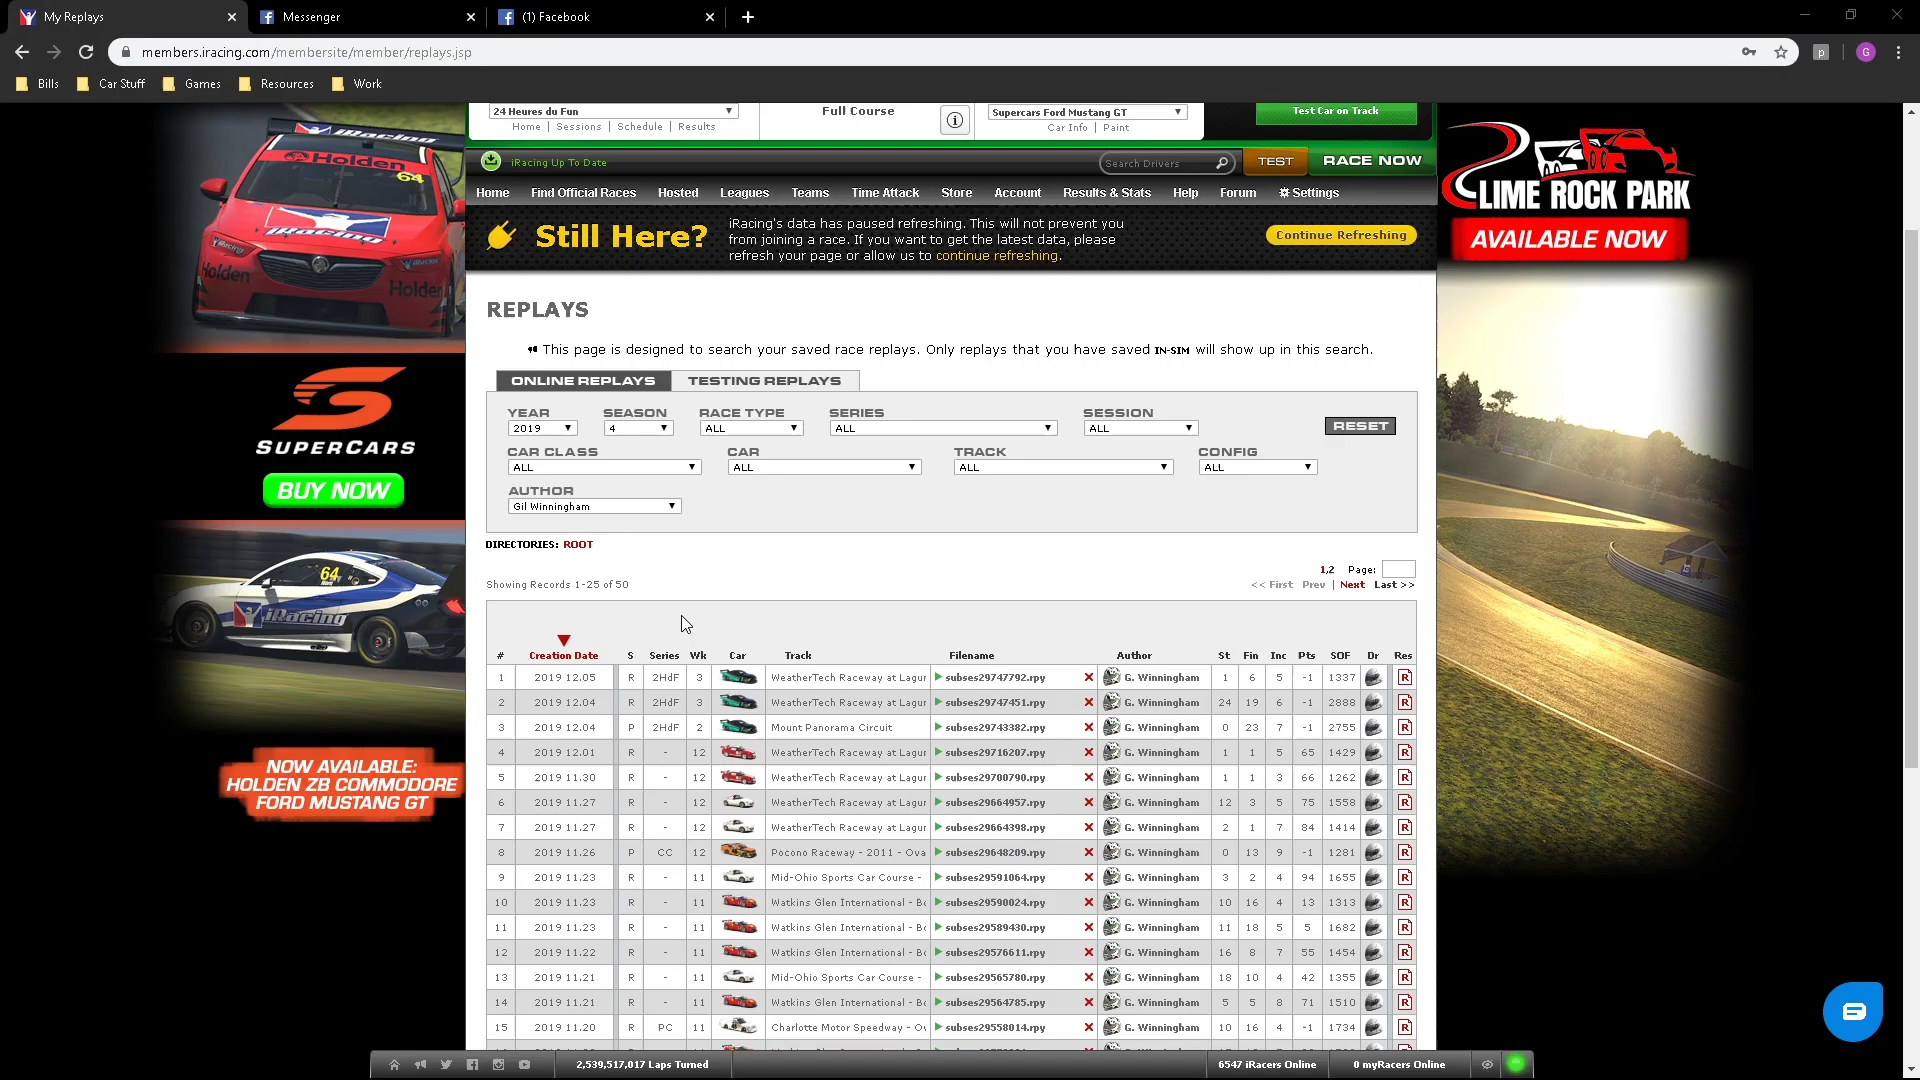 My Replays
Messenger
(1) Facebook
members.iracing.com/membersite/member/replays.jsp
p
G
Bills
Car Stuff
Games
Resources
Work
24 Heures du Fun
Full Course
Supercars Ford Mustang GT
Test Car on Track
Home | Sessions | Schedule | Results
Car Info | Paint
iRacing Up To Date
Search Drivers
TEST
RACE NOW
Home
Find Official Races
Hosted
Leagues
Teams
Time Attack
Store
Account
Results & Stats
Help
Forum
Settings
Still Here?
iRacing's data has paused refreshing. This will not prevent you
from joining a race. If you want to get the latest data, please
refresh your page or allow us to continue refreshing.
Continue Refreshing
iRacing
Holden
64
Holden
Holden
SUPERCARS
BUY NOW
64
iRacing
NOW AVAILABLE:
HOLDEN ZB COMMODORE
FORD MUSTANG GT
LIME ROCK PARK
AVAILABLE NOW
REPLAYS
This page is designed to search your saved race replays. Only replays that you have saved IN-SIM will show up in this search.
ONLINE REPLAYS
TESTING REPLAYS
YEAR
SEASON
RACE TYPE
SERIES
SESSION
2019
4
ALL
ALL
ALL
RESET
CAR CLASS
CAR
TRACK
CONFIG
ALL
ALL
ALL
ALL
AUTHOR
Gil Winningham
DIRECTORIES: ROOT
1,2 Page:
Showing Records 1-25 of 50
<< First Prev | Next Last >>
# Creation Date S Series Wk Car Track Filename Author St Fin Inc Pts SOF Dr Res
1 2019 12.05 R 2HdF 3 WeatherTech Raceway at Lagur subses29747792.rpy G. Winningham 1 6 5 -1 1337 R
2 2019 12.04 R 2HdF 3 WeatherTech Raceway at Lagur subses29747451.rpy G. Winningham 24 19 6 -1 2888 R
3 2019 12.04 P 2HdF 2 Mount Panorama Circuit subses29743382.rpy G. Winningham 0 23 7 -1 2755 R
4 2019 12.01 R - 12 WeatherTech Raceway at Lagur subses29716207.rpy G. Winningham 1 1 5 65 1429 R
5 2019 11.30 R - 12 WeatherTech Raceway at Lagur subses29700790.rpy G. Winningham 1 1 3 66 1262 R
6 2019 11.27 R - 12 WeatherTech Raceway at Lagur subses29664957.rpy G. Winningham 12 3 5 75 1558 R
7 2019 11.27 R - 12 WeatherTech Raceway at Lagur subses29664398.rpy G. Winningham 2 1 7 84 1414 R
8 2019 11.26 P CC 12 Pocono Raceway - 2011 - Ova subses29648209.rpy G. Winningham 0 13 9 -1 1281 R
9 2019 11.23 R - 11 Mid-Ohio Sports Car Course - subses29591064.rpy G. Winningham 3 2 4 94 1655 R
10 2019 11.23 R - 11 Watkins Glen International - Bo subses29590024.rpy G. Winningham 10 16 4 13 1313 R
11 2019 11.23 R - 11 Watkins Glen International - Bo subses29589430.rpy G. Winningham 11 18 5 5 1682 R
12 2019 11.22 R - 11 Watkins Glen International - Bo subses29576611.rpy G. Winningham 16 8 7 55 1454 R
13 2019 11.21 R - 11 Mid-Ohio Sports Car Course - subses29565780.rpy G. Winningham 18 10 4 42 1355 R
14 2019 11.21 R - 11 Watkins Glen International - Bo subses29564785.rpy G. Winningham 5 5 8 71 1510 R
15 2019 11.20 R PC 11 Charlotte Motor Speedway - Ov subses29558014.rpy G. Winningham 10 16 4 -1 1734 R
2,539,517,017 Laps Turned
6547 iRacers Online
0 myRacers Online